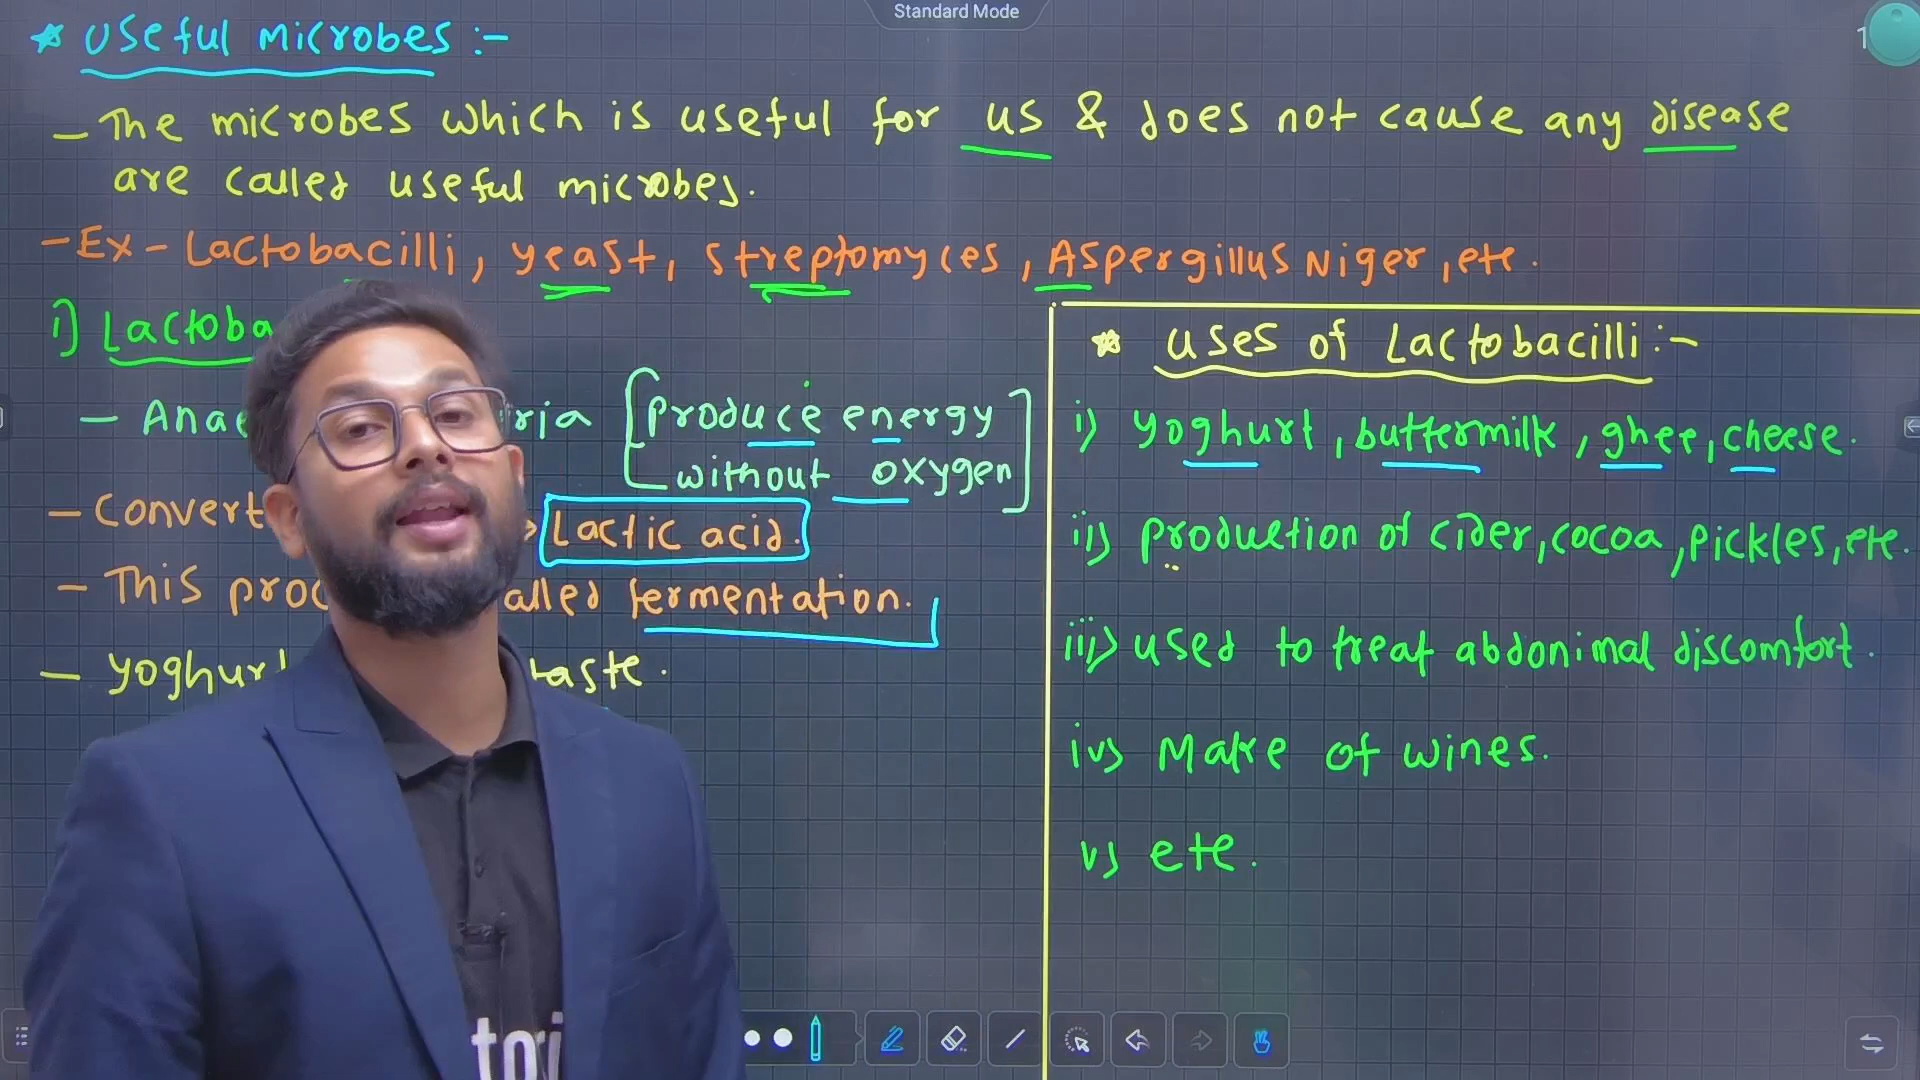 Standard Mode
1
* Useful Microbes :-
- The microbes which is useful for us & does not cause any disease
are called useful microbes.
- Ex - Lactobacilli, yeast, Streptomyces, Aspergillus Niger, etc.
i) Lactoba
- Anae ria [Produce energy
without oxygen]
- Convert Lactic acid.
- This proc alled fermentation.
- Yoghur taste.
* Uses of Lactobacilli :-
i) Yoghurt, buttermilk, ghee, cheese.
ii) Production of cider, cocoa, pickles, etc.
iii) Used to treat abdonimal discomfort.
iv) Make of wines.
v) etc.
tori